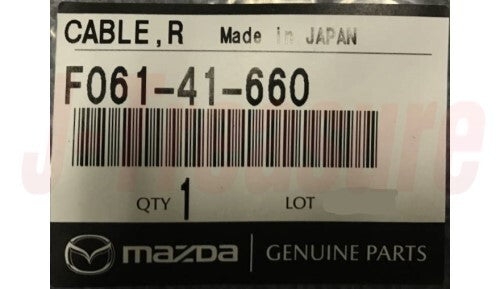 CABLE,R Made in JAPAN
F061-41-660
QTY 1 LOT
mazda GENUINE PARTS